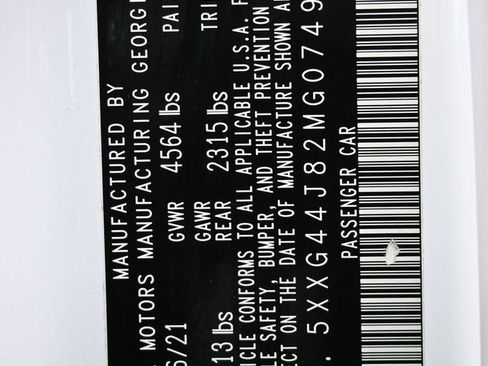 MANUFACTURED BY
MOTORS MANUFACTURING GEORGI
6/21 GVWR 4564 lbs PAI
GAWR TRI
13 lbs REAR 2315 lbs
ICLE CONFORMS TO ALL APPLICABLE U.S.A. F
LE SAFETY, BUMPER, AND THEFT PREVENTION
ECT ON THE DATE OF MANUFACTURE SHOWN A
. 5XXG44J82MG0749
PASSENGER CAR